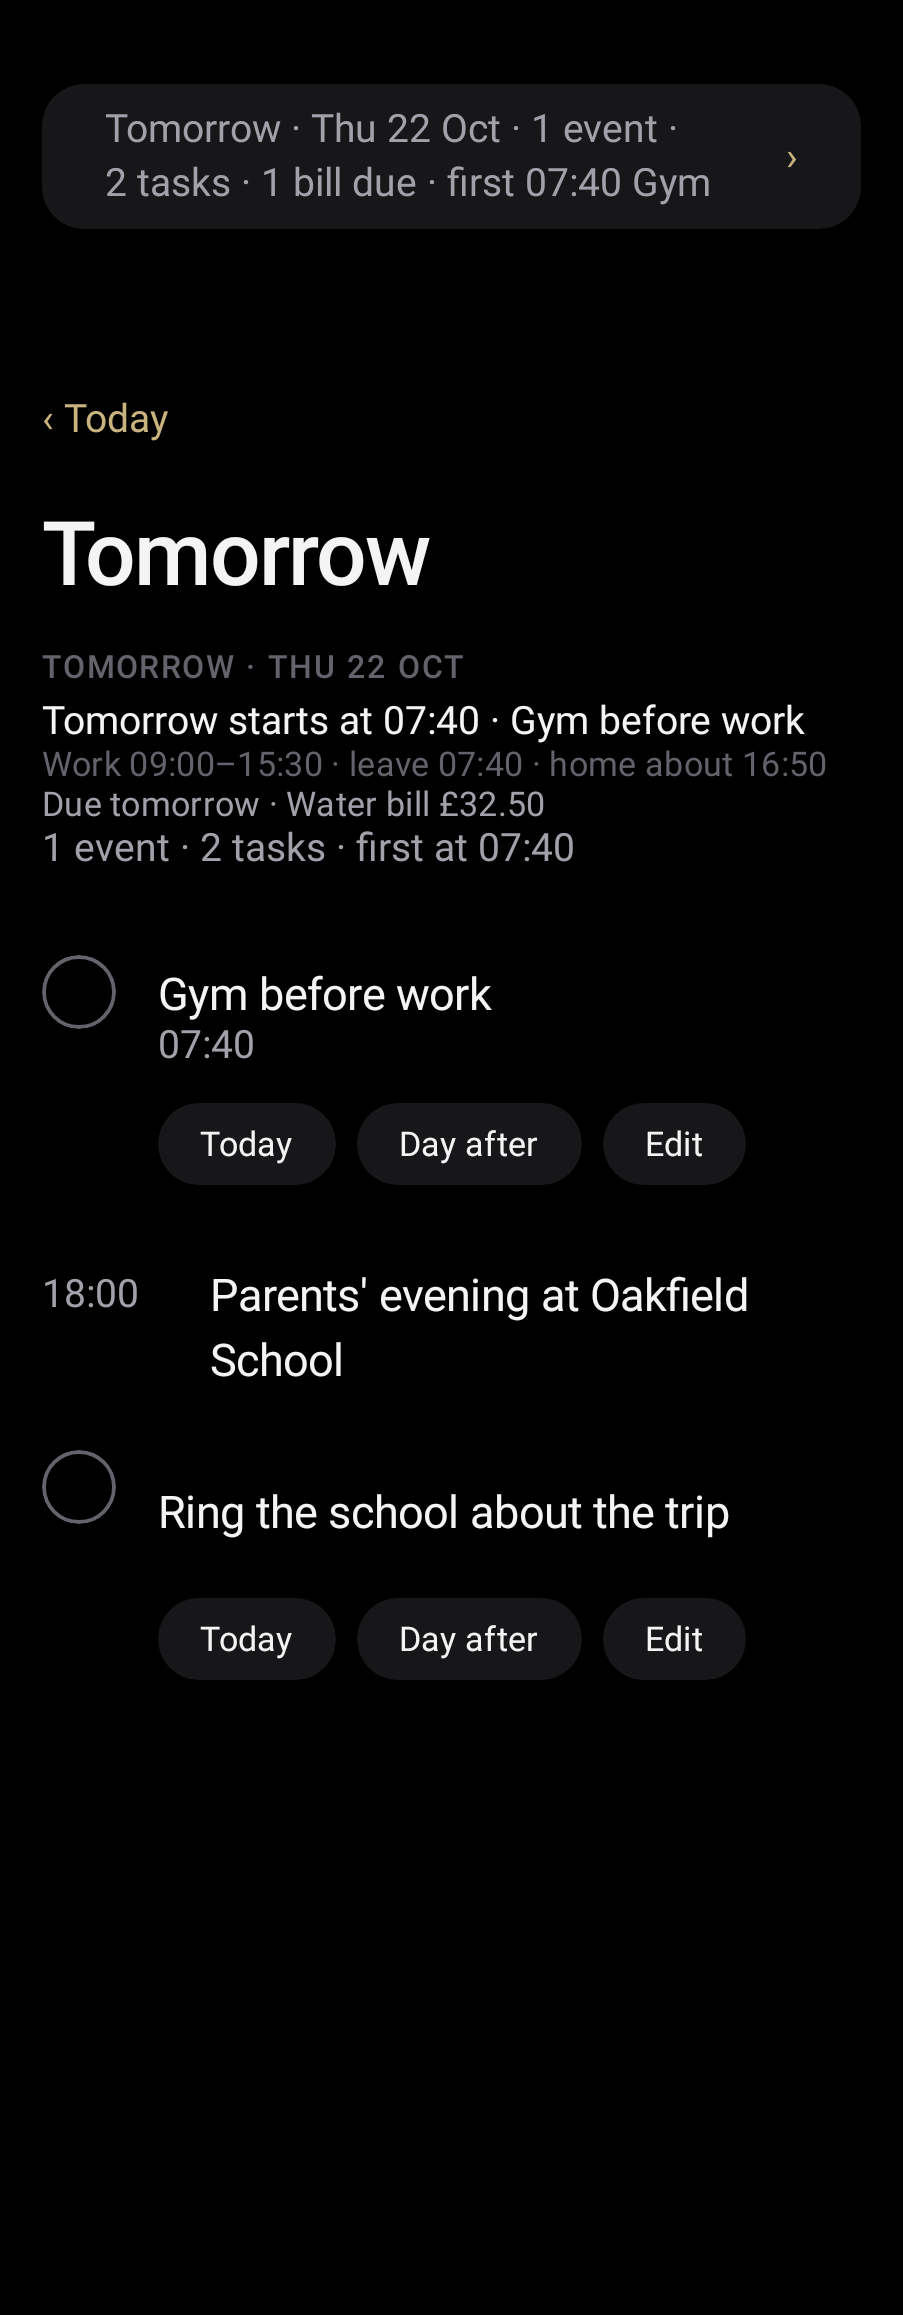 Tomorrow · Thu 22 Oct · 1 event ·
2 tasks · 1 bill due · first 07:40 Gym
›
‹ Today
Tomorrow
TOMORROW · THU 22 OCT
Tomorrow starts at 07:40 · Gym before work
Work 09:00–15:30 · leave 07:40 · home about 16:50
Due tomorrow · Water bill £32.50
1 event · 2 tasks · first at 07:40
Gym before work
07:40
Today Day after Edit
18:00 Parents' evening at Oakfield
School
Ring the school about the trip
Today Day after Edit